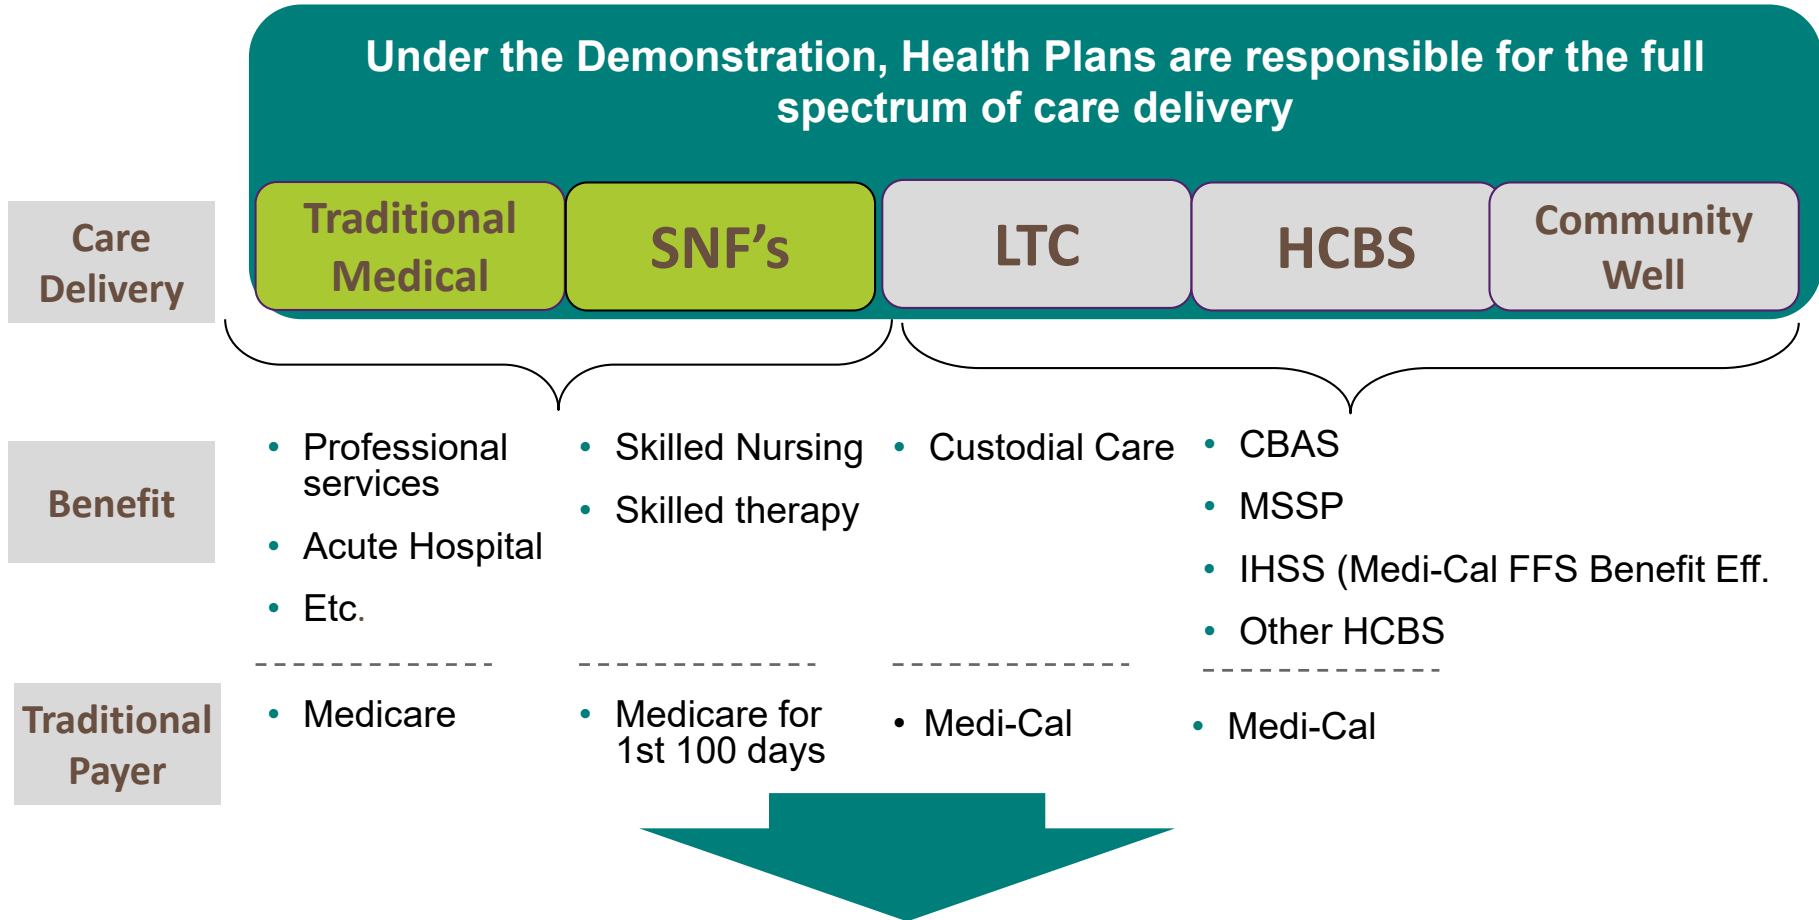 Under the Demonstration, Health Plans are responsible for the full
spectrum of care delivery
Care
Delivery
Traditional
Medical
SNF’s
LTC
HCBS
Community
Well
Benefit
• Professional
services
• Acute Hospital
• Etc.
• Skilled Nursing
• Skilled therapy
• Custodial Care
• CBAS
• MSSP
• IHSS (Medi-Cal FFS Benefit Eff.
• Other HCBS
Traditional
Payer
• Medicare
• Medicare for
1st 100 days
• Medi-Cal
• Medi-Cal